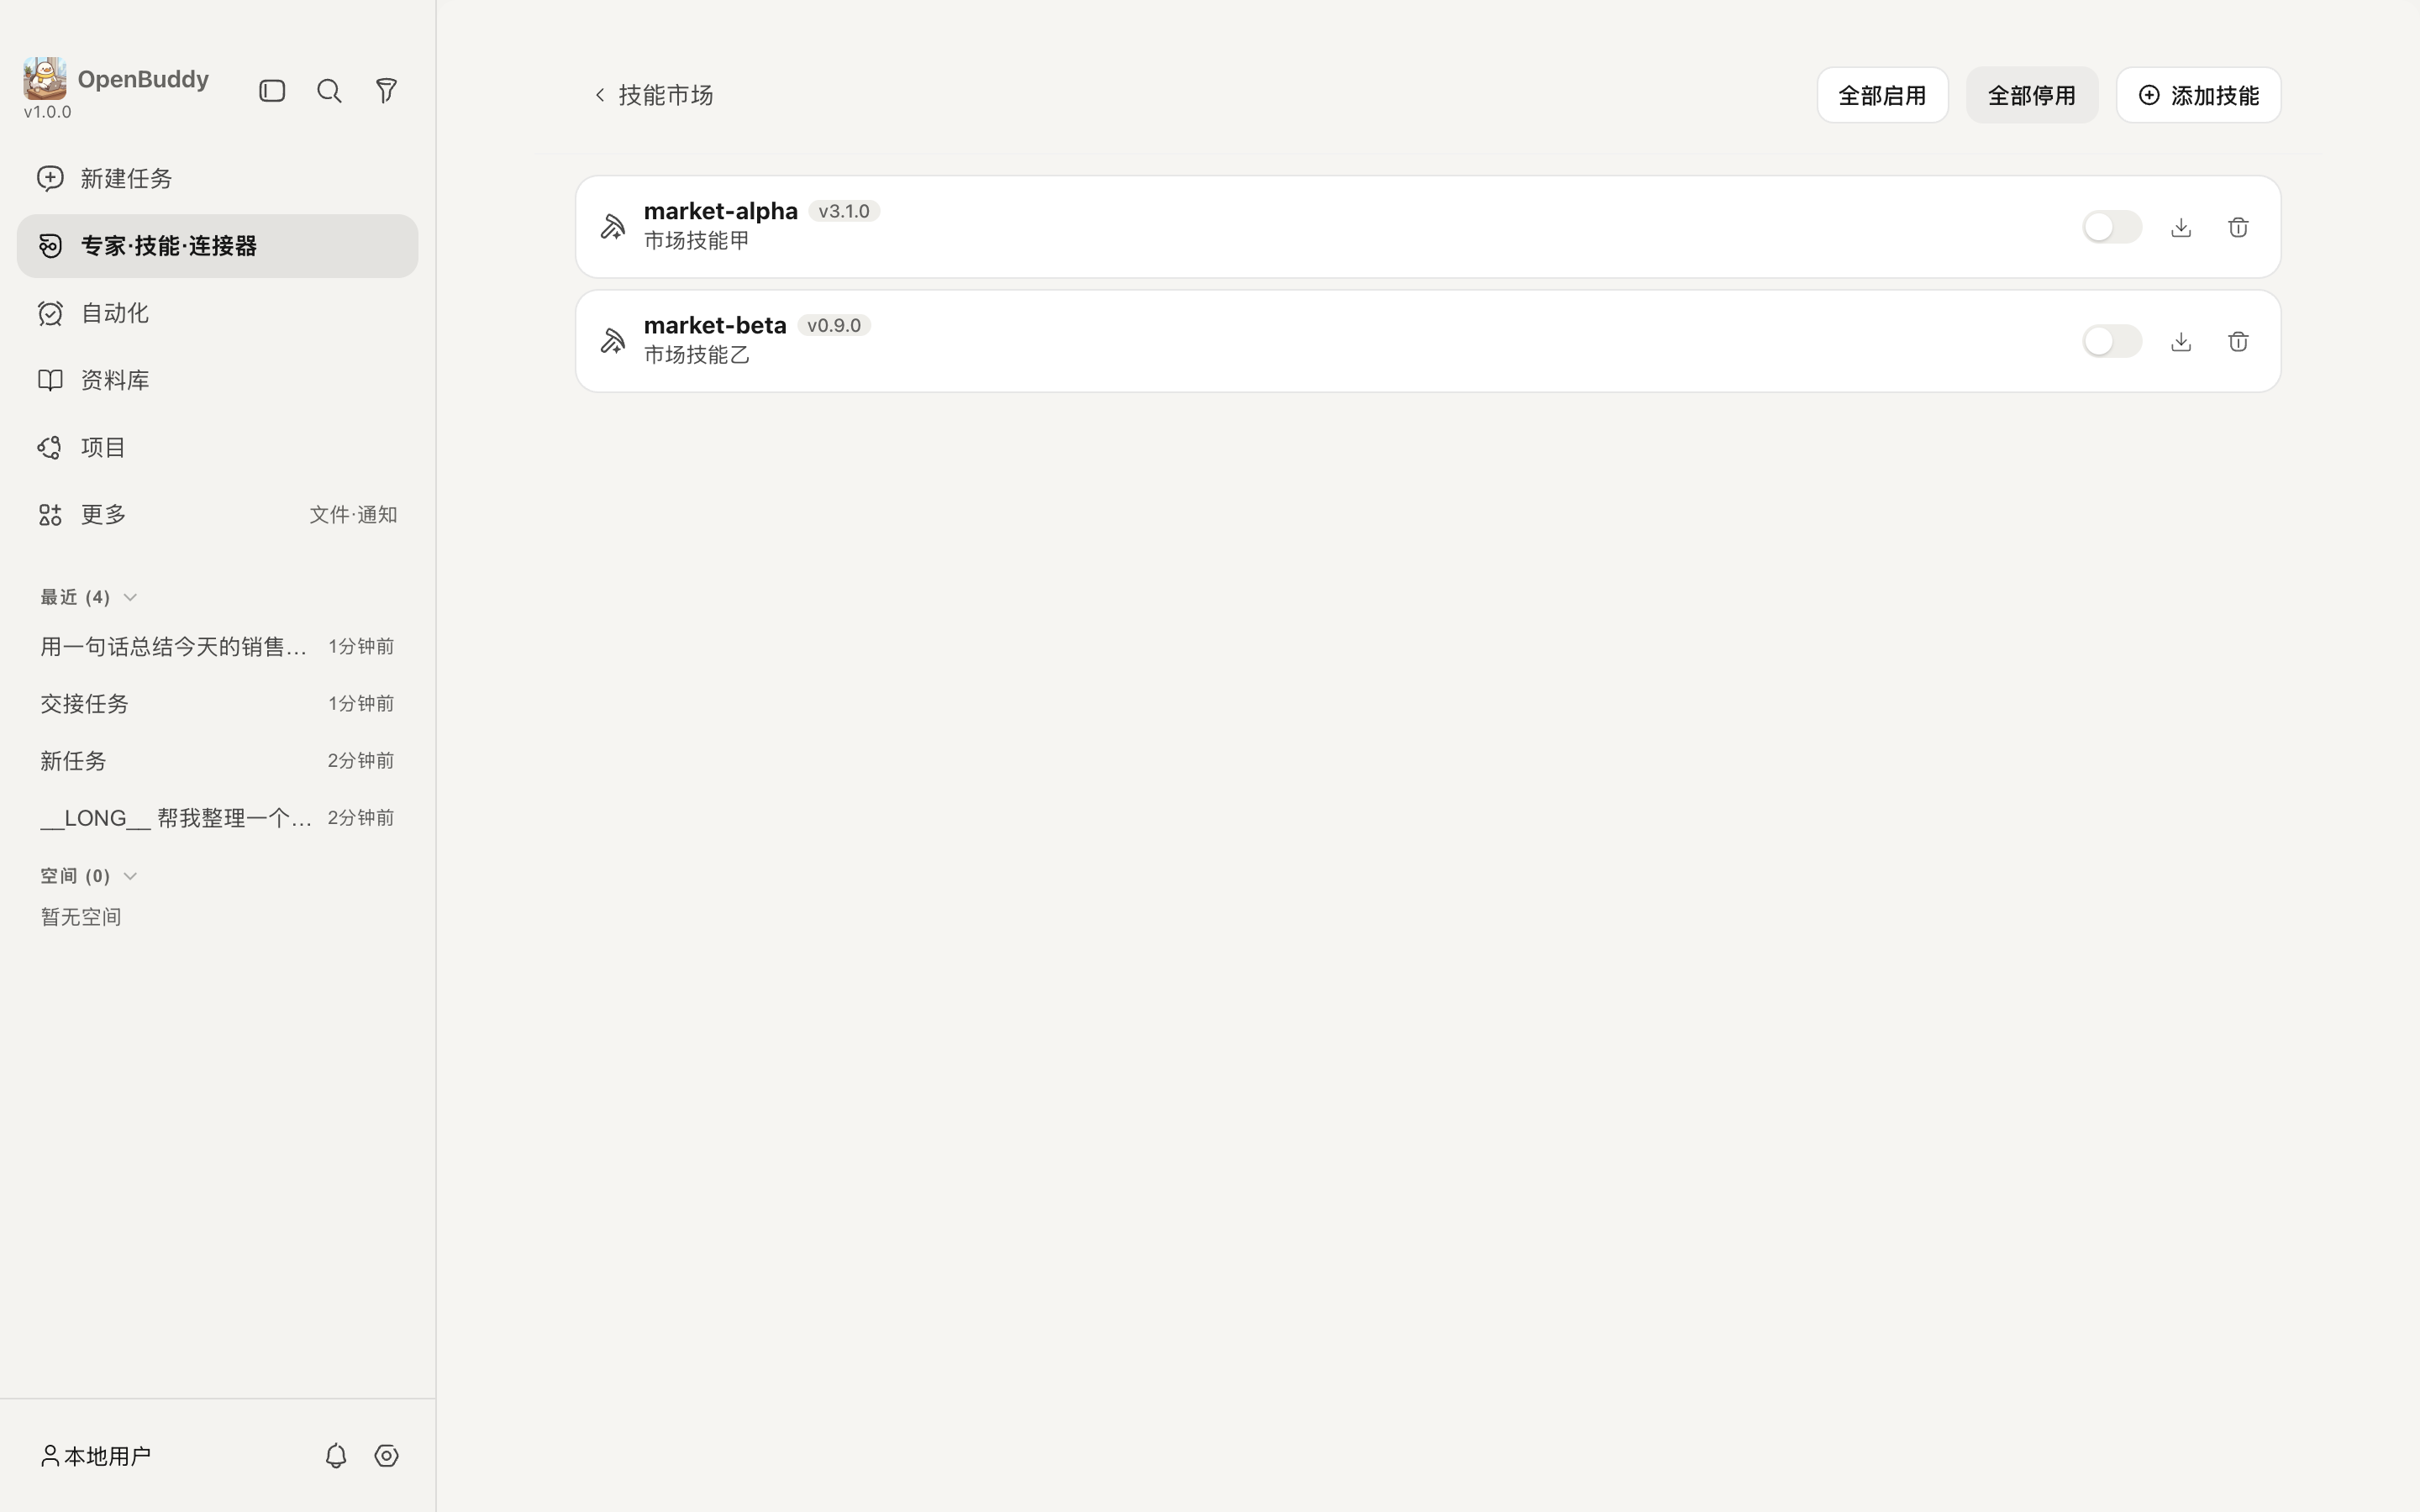 OpenBuddy
v1.0.0
新建任务
专家·技能·连接器
自动化
资料库
项目
更多 文件·通知
最近 (4)
用一句话总结今天的销售… 1分钟前
交接任务 1分钟前
新任务 2分钟前
__LONG__ 帮我整理一个… 2分钟前
空间 (0)
暂无空间
本地用户
技能市场
全部启用 全部停用 添加技能
market-alpha v3.1.0
市场技能甲
market-beta v0.9.0
市场技能乙